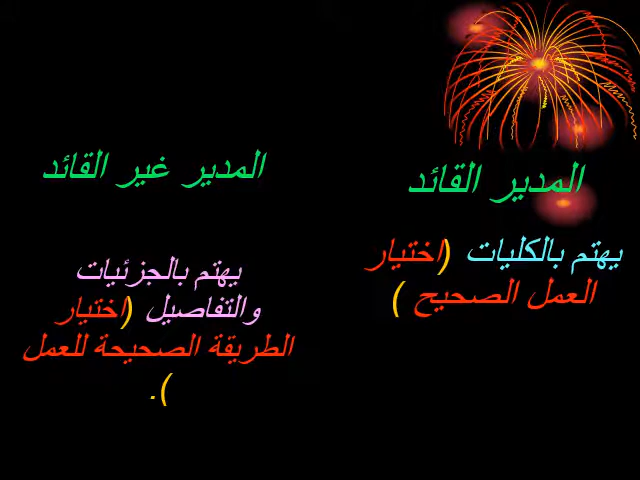 المدير القائد
يهتم بالكليات (اختيار
العمل الصحيح )
المدير غير القائد
يهتم بالجزئيات
والتفاصيل (اختيار
الطريقة الصحيحة للعمل
).